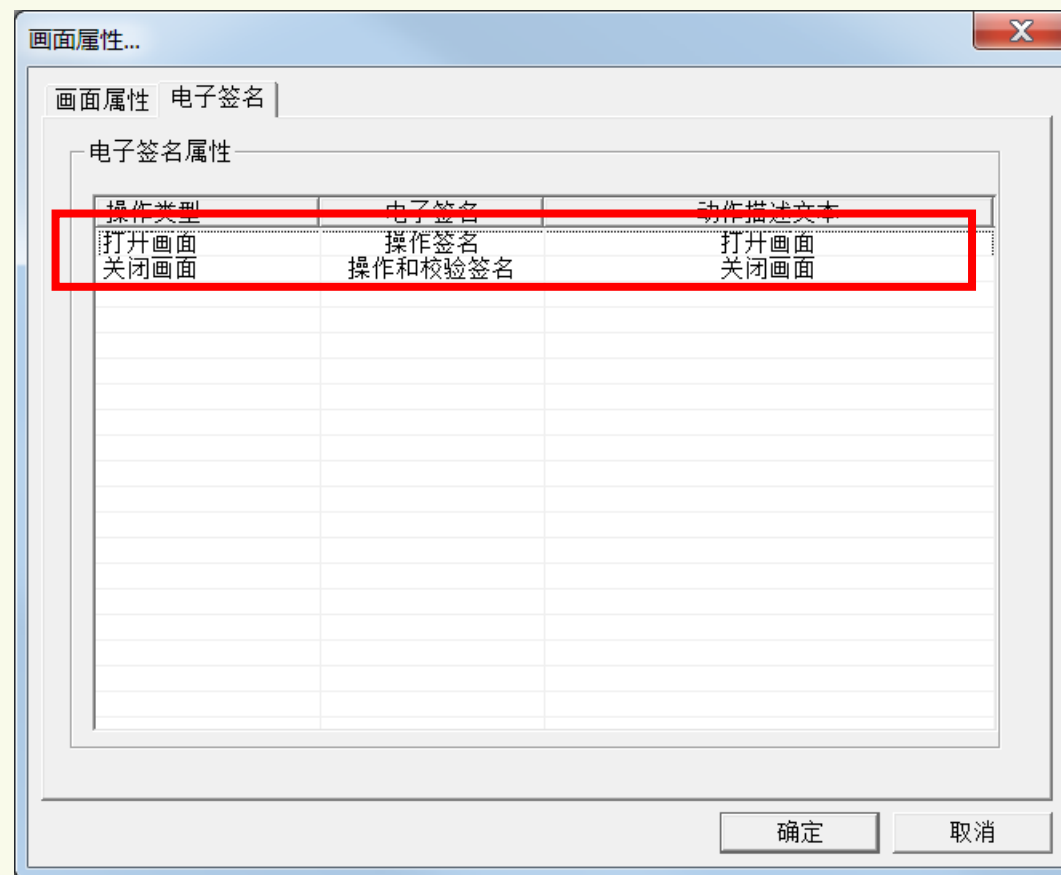 画面属性...
画面属性 电子签名
电子签名属性
操作类型 电子签名 动作描述文本
打开画面 操作签名 打开画面
关闭画面 操作和校验签名 关闭画面
确定 取消